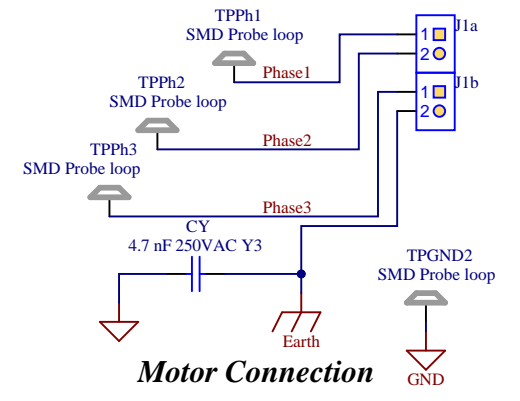 TPPh1
SMD Probe loop
J1a
1
2
Phase1
TPPh2
SMD Probe loop
J1b
1
2
Phase2
TPPh3
SMD Probe loop
Phase3
CY
4.7 nF 250VAC Y3
TPGND2
SMD Probe loop
Earth
Motor Connection
GND